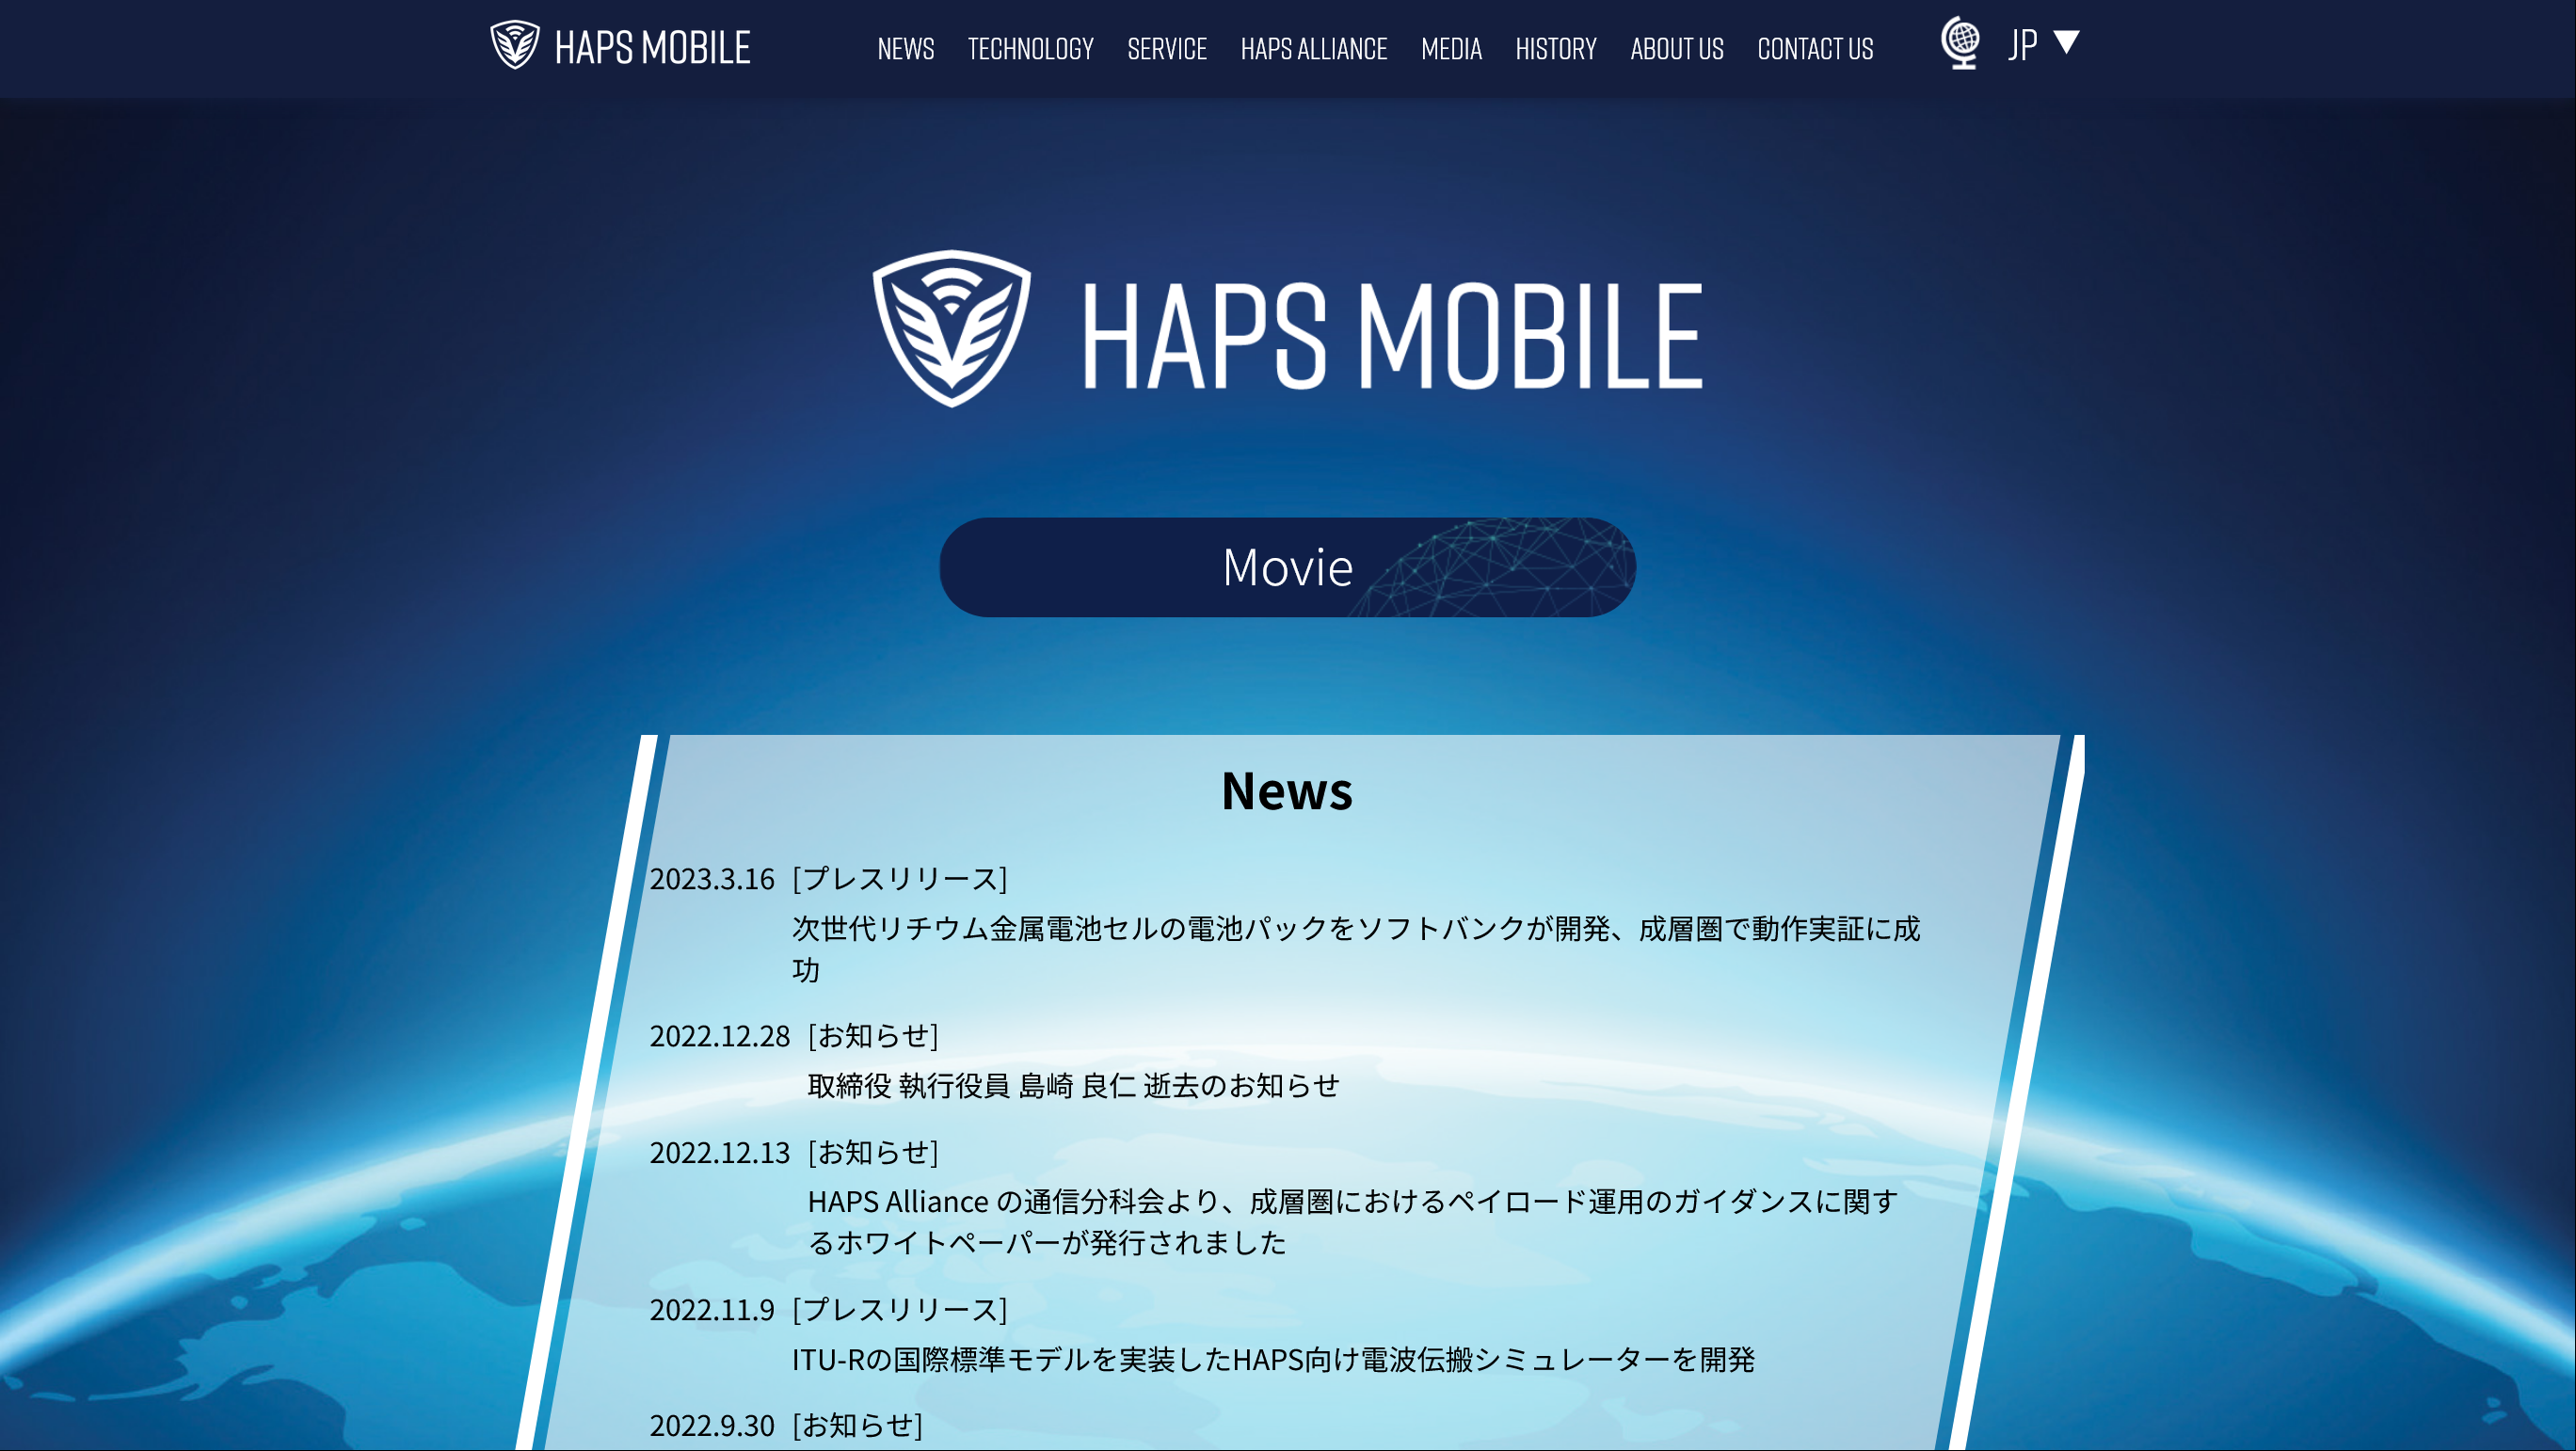 HAPS MOBILE
NEWS TECHNOLOGY SERVICE HAPS ALLIANCE MEDIA HISTORY ABOUT US CONTACT US JP ▼
HAPS MOBILE
Movie
News
2023.3.16 [プレスリリース]
次世代リチウム金属電池セルの電池パックをソフトバンクが開発、成層圏で動作実証に成
功
2022.12.28 [お知らせ]
取締役 執行役員 島崎 良仁 逝去のお知らせ
2022.12.13 [お知らせ]
HAPS Alliance の通信分科会より、成層圏におけるペイロード運用のガイダンスに関す
るホワイトペーパーが発行されました
2022.11.9 [プレスリリース]
ITU-Rの国際標準モデルを実装したHAPS向け電波伝搬シミュレーターを開発
2022.9.30 [お知らせ]